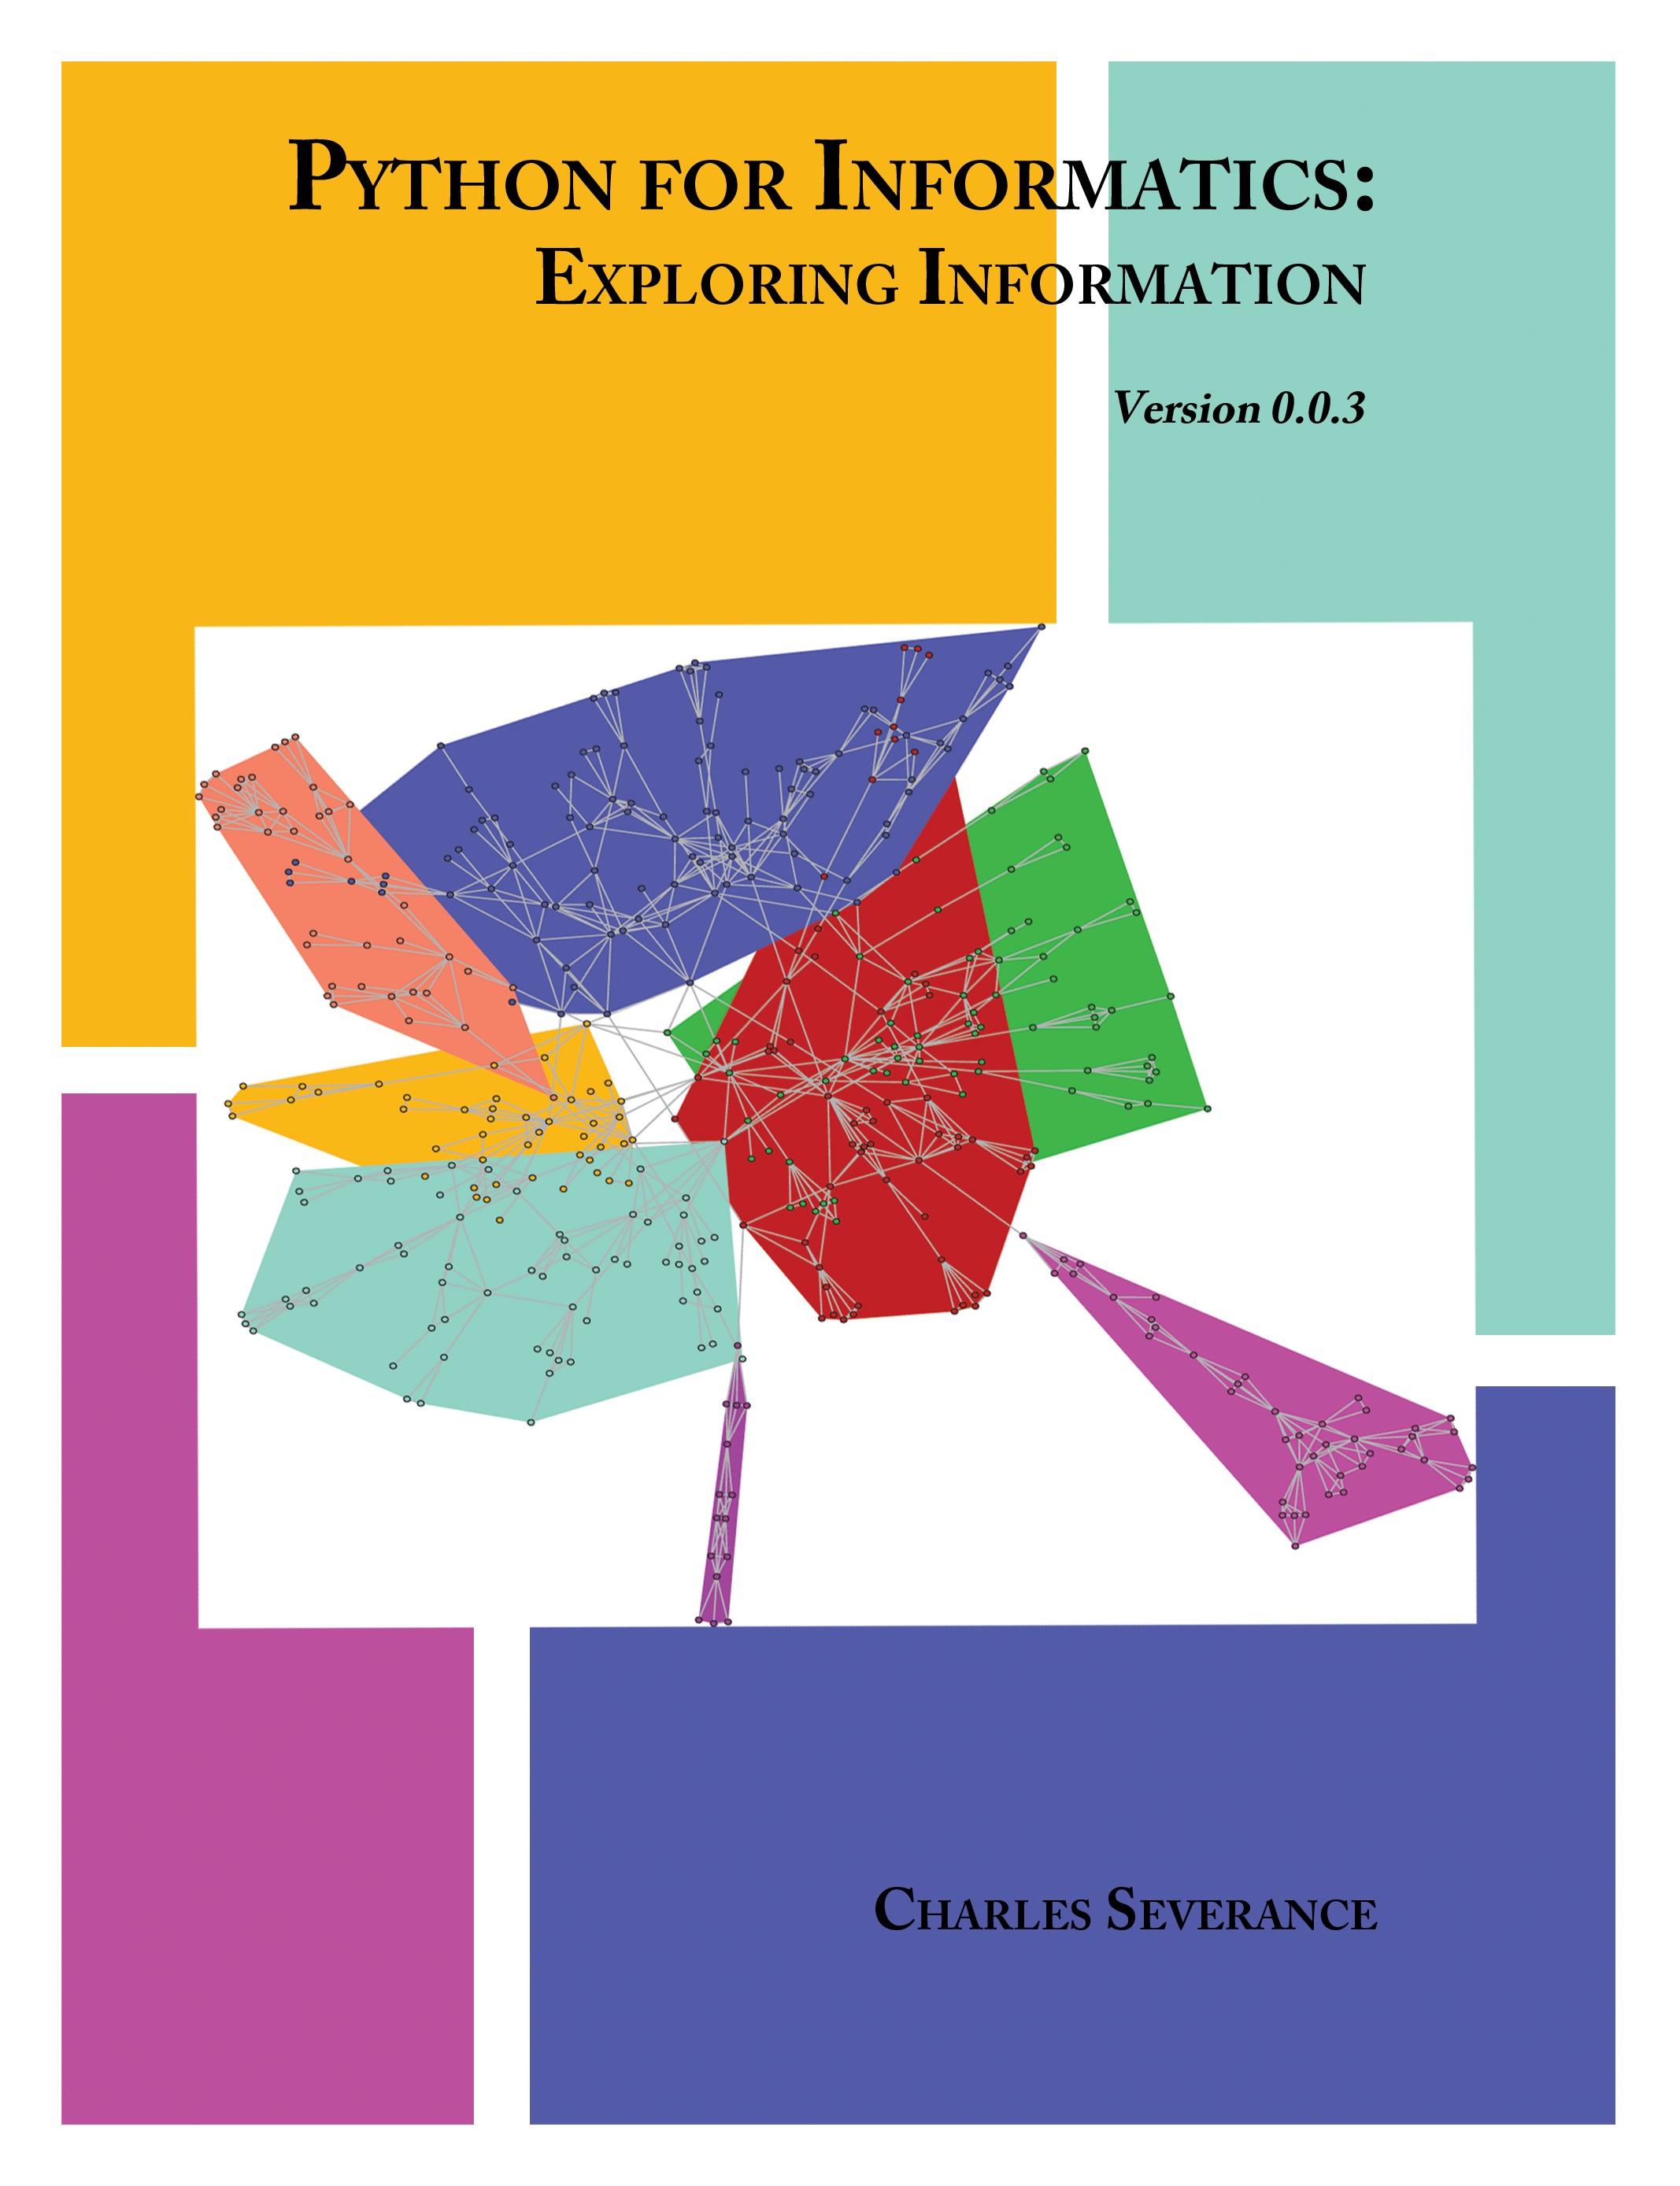 Python for Informatics:
Exploring Information
Version 0.0.3
Charles Severance